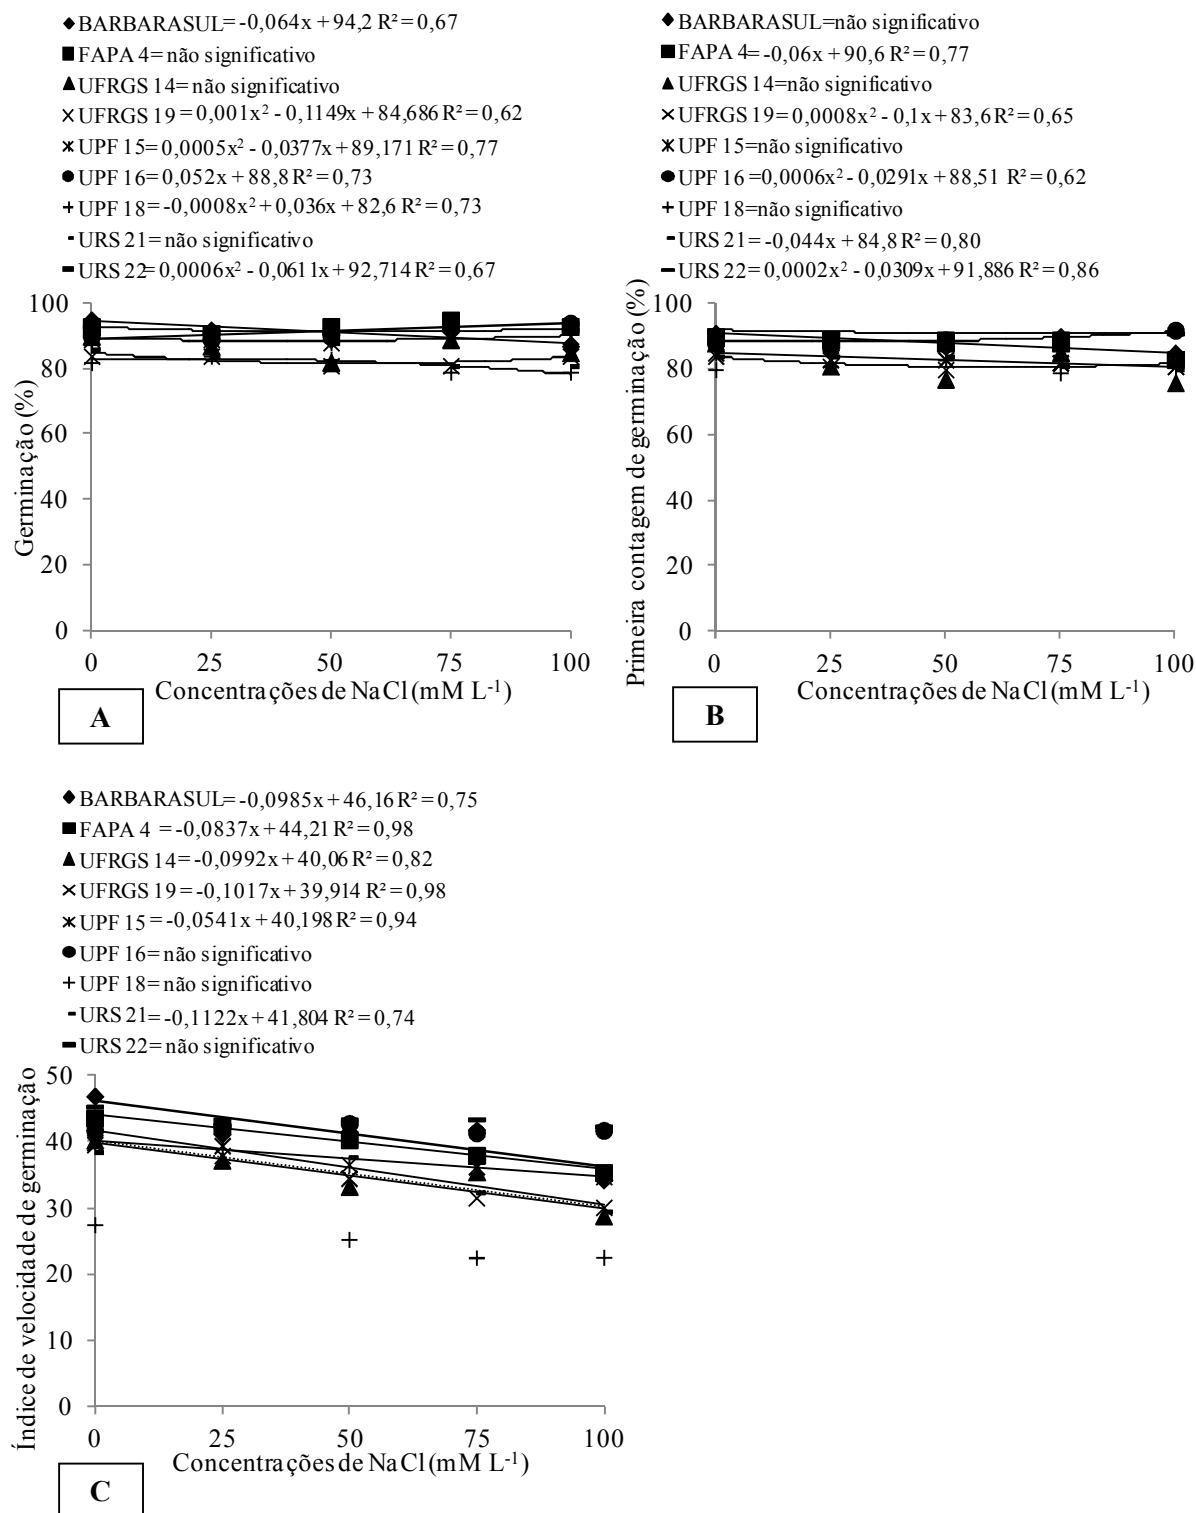 BARBARASUL=-0,064x + 94,2 R² = 0,67
FAPA 4= não significativo
UFRGS 14= não significativo
UFRGS 19 = 0,001x² - 0,1149x + 84,686 R² = 0,62
UPF 15= 0,0005x² - 0,0377x + 89,171 R² = 0,77
UPF 16= 0,052x + 88,8 R² = 0,73
UPF 18= -0,0008x² + 0,036x + 82,6 R² = 0,73
URS 21= não significativo
URS 22= 0,0006x² - 0,0611x + 92,714 R² = 0,67
Germinação (%)
100
80
60
40
20
0
0 25 50 75 100
Concentrações de NaCl (mM L-¹)
A
BARBARASUL=não significativo
FAPA 4= -0,06x + 90,6 R² = 0,77
UFRGS 14=não significativo
UFRGS 19= 0,0008x² - 0,1x + 83,6 R² = 0,65
UPF 15=não significativo
UPF 16 =0,0006x² - 0,0291x + 88,51 R² = 0,62
UPF 18=não significativo
URS 21= -0,044x + 84,8 R² = 0,80
URS 22= 0,0002x² - 0,0309x + 91,886 R² = 0,86
Primeira contagem de germinação (%)
100
80
60
40
20
0
0 25 50 75 100
Concentrações de NaCl (mM L-¹)
B
BARBARASUL= -0,0985x + 46,16 R² = 0,75
FAPA 4 = -0,0837x + 44,21 R² = 0,98
UFRGS 14= -0,0992x + 40,06 R² = 0,82
UFRGS 19 = -0,1017x + 39,914 R² = 0,98
UPF 15 = -0,0541x + 40,198 R² = 0,94
UPF 16= não significativo
UPF 18= não significativo
URS 21= -0,1122x + 41,804 R² = 0,74
URS 22= não significativo
Índice de velocidade de germinação
50
40
30
20
10
0
0 25 50 75 100
Concentrações de NaCl (mM L-¹)
C